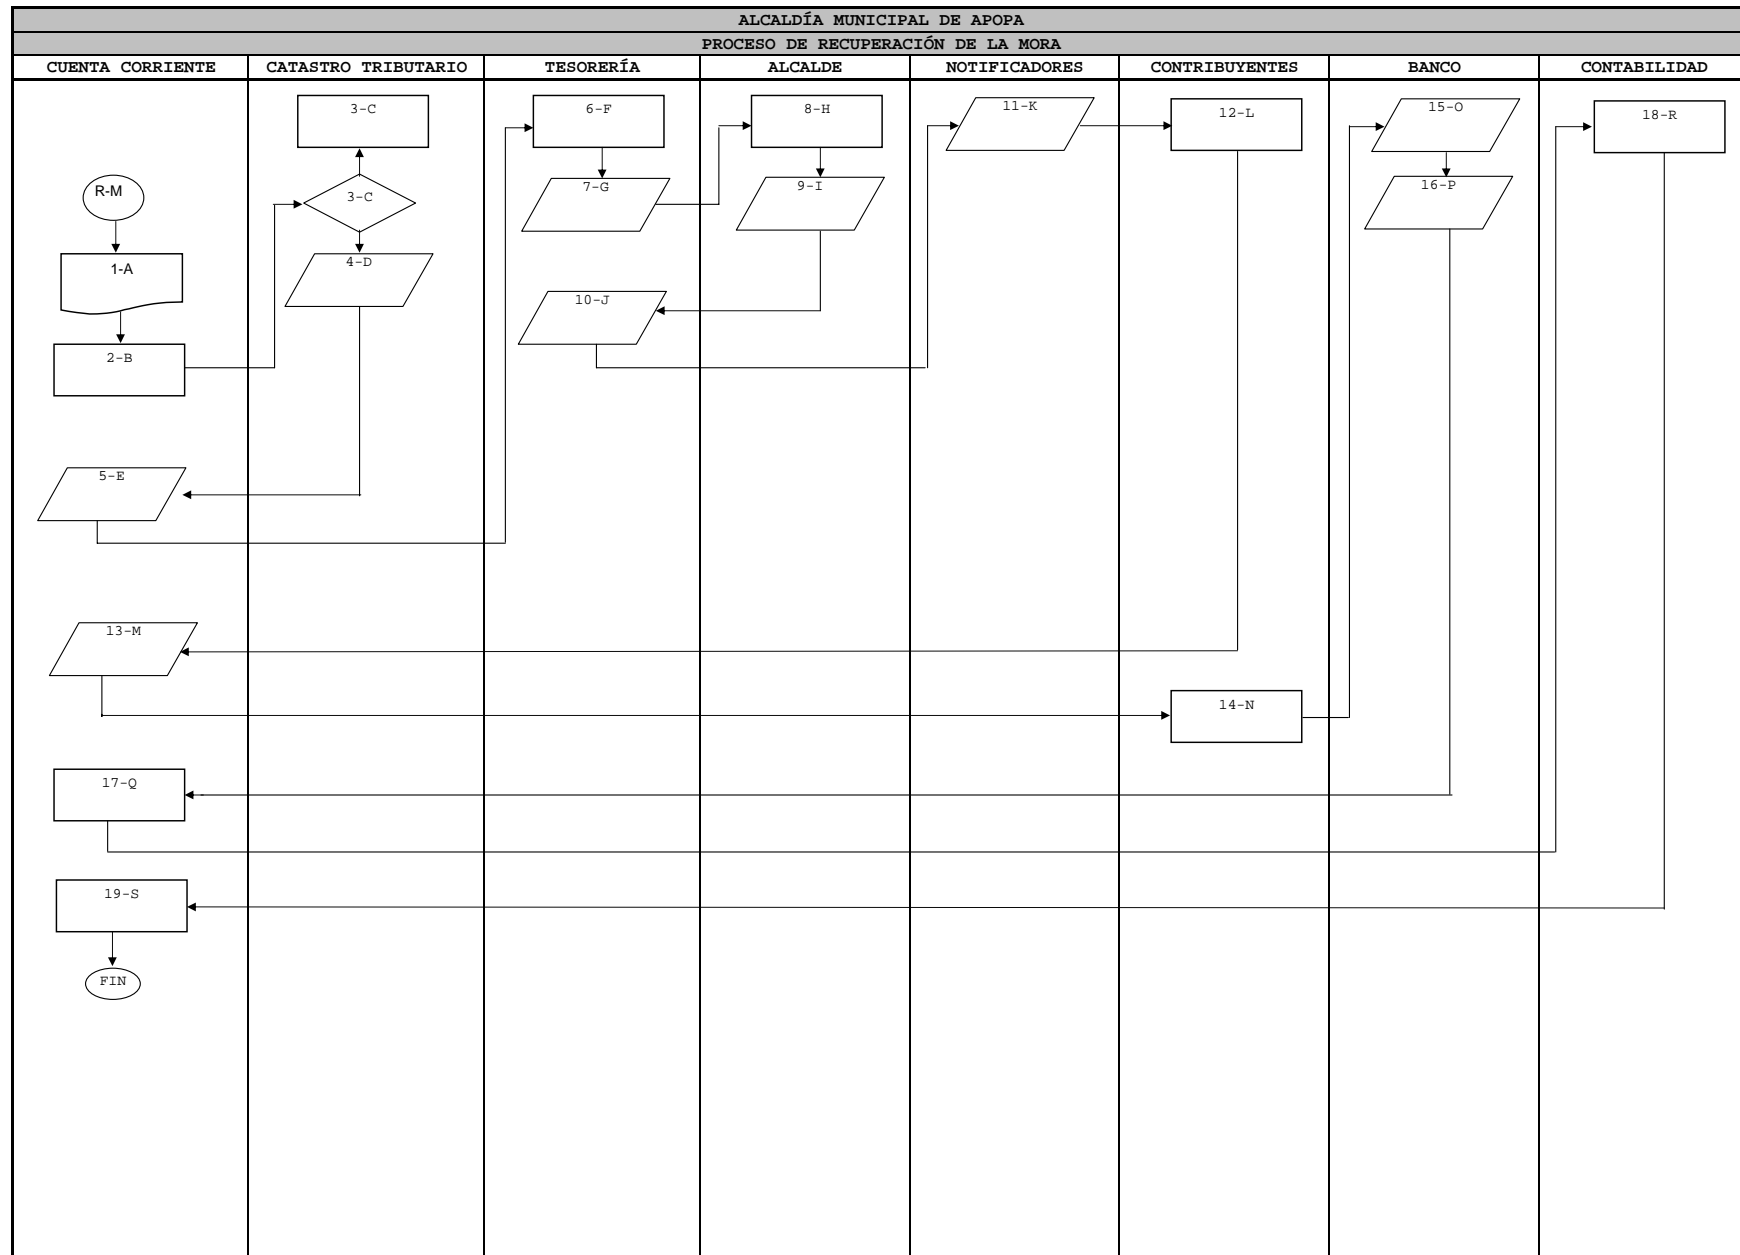 ALCALDÍA MUNICIPAL DE APOPA
PROCESO DE RECUPERACIÓN DE LA MORA
CUENTA CORRIENTE CATASTRO TRIBUTARIO TESORERÍA ALCALDE NOTIFICADORES CONTRIBUYENTES BANCO CONTABILIDAD
3-C 6-F 8-H 11-K 12-L 15-O 18-R
R-M 3-C 7-G 9-I 16-P
1-A 4-D
10-J
2-B
5-E
13-M
14-N
17-Q
19-S
FIN